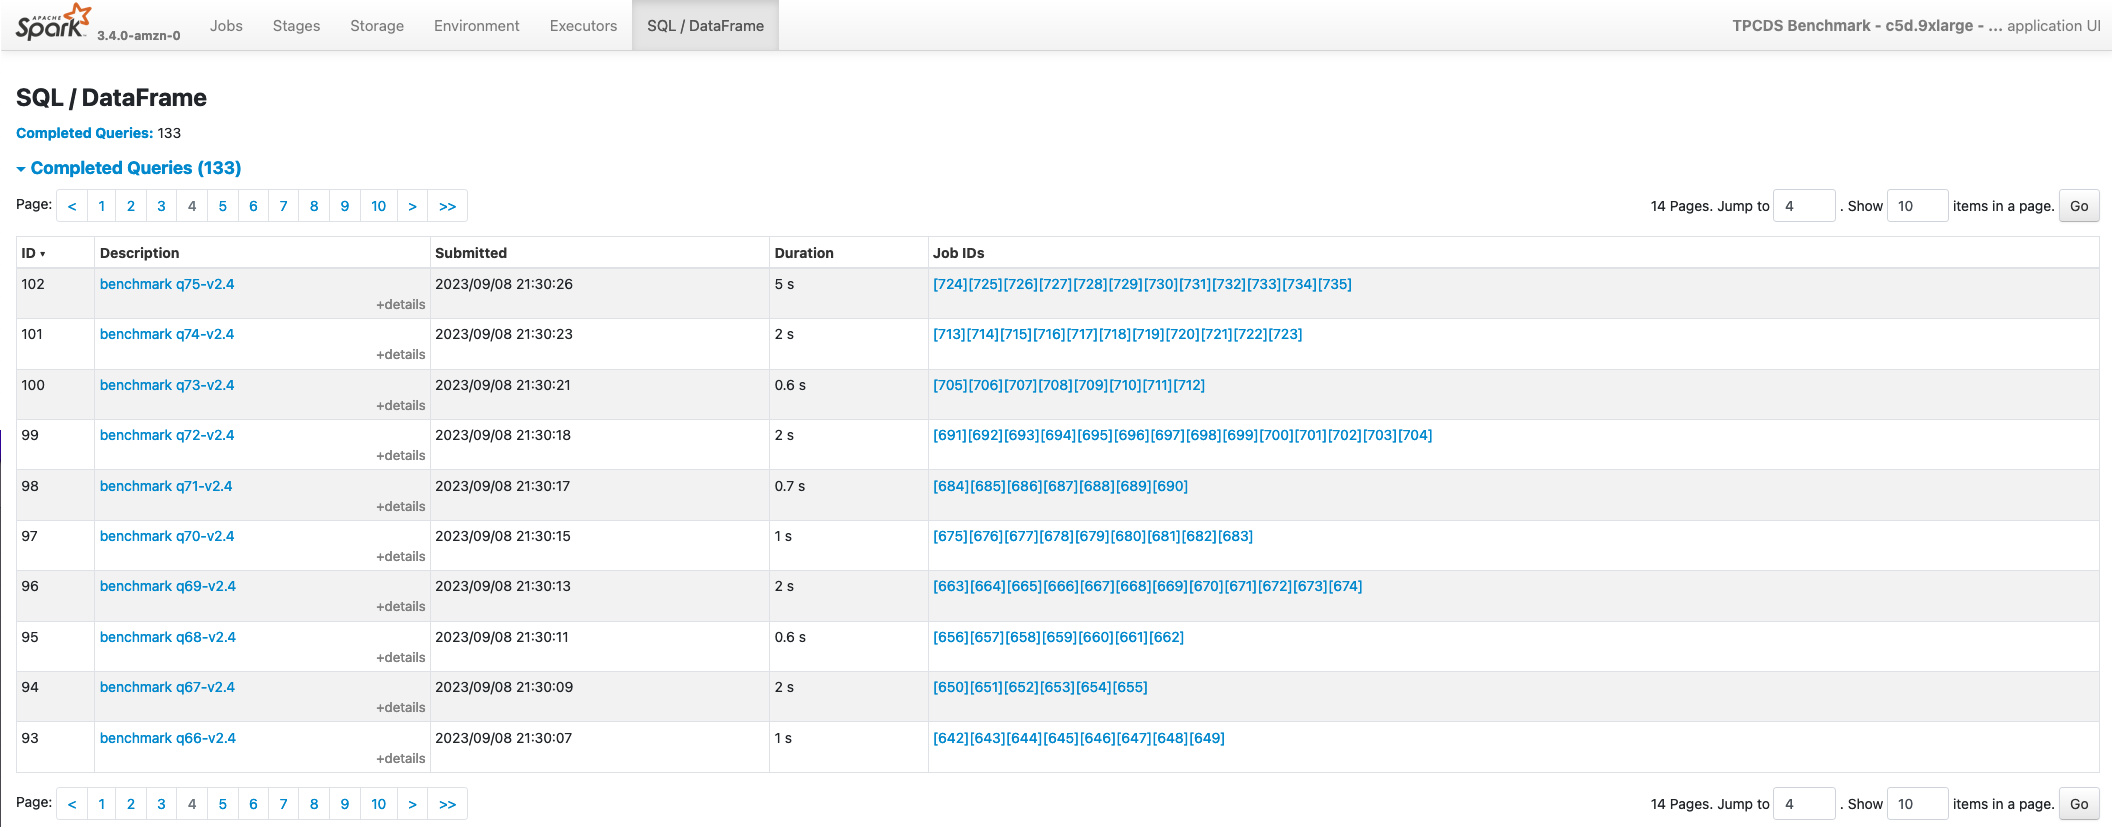 APACHE Spark 3.4.0-amzn-0 Jobs Stages Storage Environment Executors SQL / DataFrame TPCDS Benchmark - c5d.9xlarge - ... application UI
SQL / DataFrame
Completed Queries: 133
Completed Queries (133)
Page: < 1 2 3 4 5 6 7 8 9 10 > >> 14 Pages. Jump to 4 . Show 10 items in a page. Go
ID ▾ Description Submitted Duration Job IDs
102 benchmark q75-v2.4 2023/09/08 21:30:26 5 s [724][725][726][727][728][729][730][731][732][733][734][735]
+details
101 benchmark q74-v2.4 2023/09/08 21:30:23 2 s [713][714][715][716][717][718][719][720][721][722][723]
+details
100 benchmark q73-v2.4 2023/09/08 21:30:21 0.6 s [705][706][707][708][709][710][711][712]
+details
99 benchmark q72-v2.4 2023/09/08 21:30:18 2 s [691][692][693][694][695][696][697][698][699][700][701][702][703][704]
+details
98 benchmark q71-v2.4 2023/09/08 21:30:17 0.7 s [684][685][686][687][688][689][690]
+details
97 benchmark q70-v2.4 2023/09/08 21:30:15 1 s [675][676][677][678][679][680][681][682][683]
+details
96 benchmark q69-v2.4 2023/09/08 21:30:13 2 s [663][664][665][666][667][668][669][670][671][672][673][674]
+details
95 benchmark q68-v2.4 2023/09/08 21:30:11 0.6 s [656][657][658][659][660][661][662]
+details
94 benchmark q67-v2.4 2023/09/08 21:30:09 2 s [650][651][652][653][654][655]
+details
93 benchmark q66-v2.4 2023/09/08 21:30:07 1 s [642][643][644][645][646][647][648][649]
+details
Page: < 1 2 3 4 5 6 7 8 9 10 > >> 14 Pages. Jump to 4 . Show 10 items in a page. Go